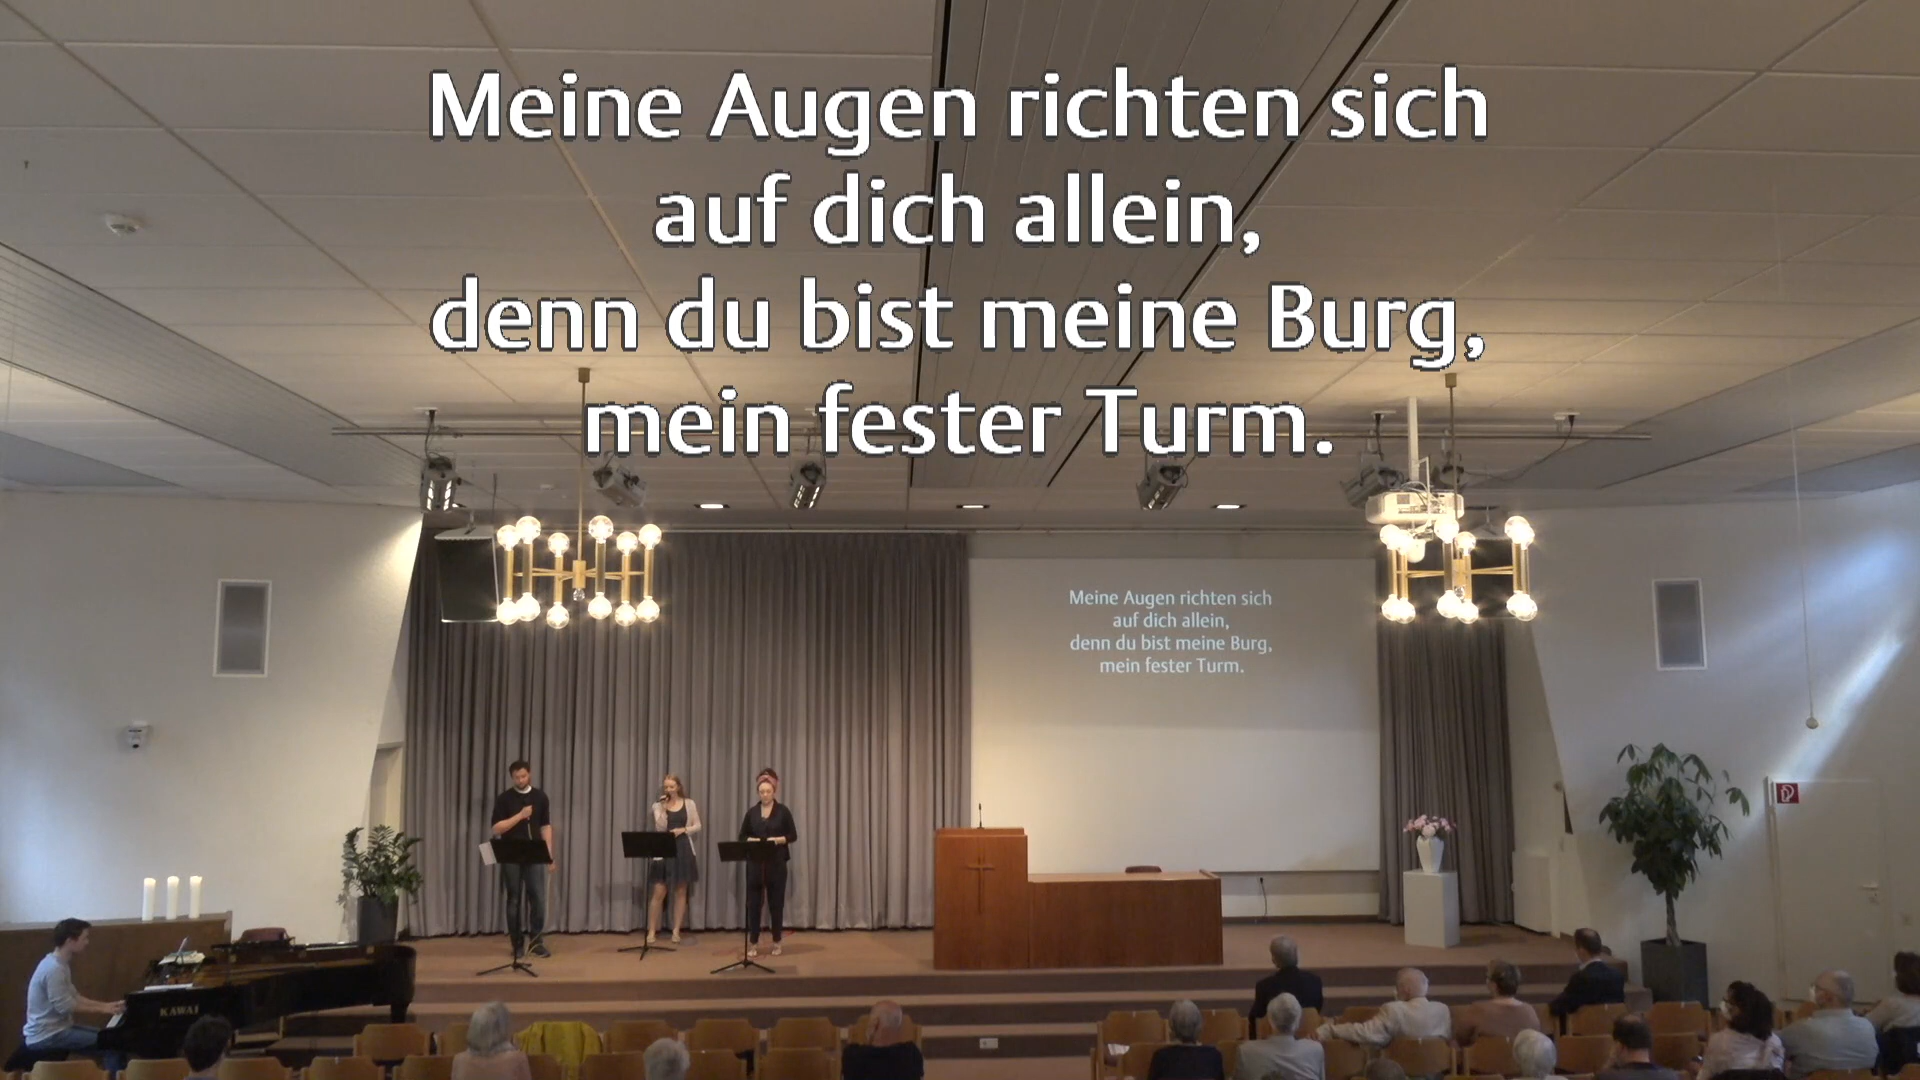 Meine Augen richten sich
auf dich allein,
denn du bist meine Burg,
mein fester Turm.
Meine Augen richten sich
auf dich allein,
denn du bist meine Burg,
mein fester Turm.
KAWAI